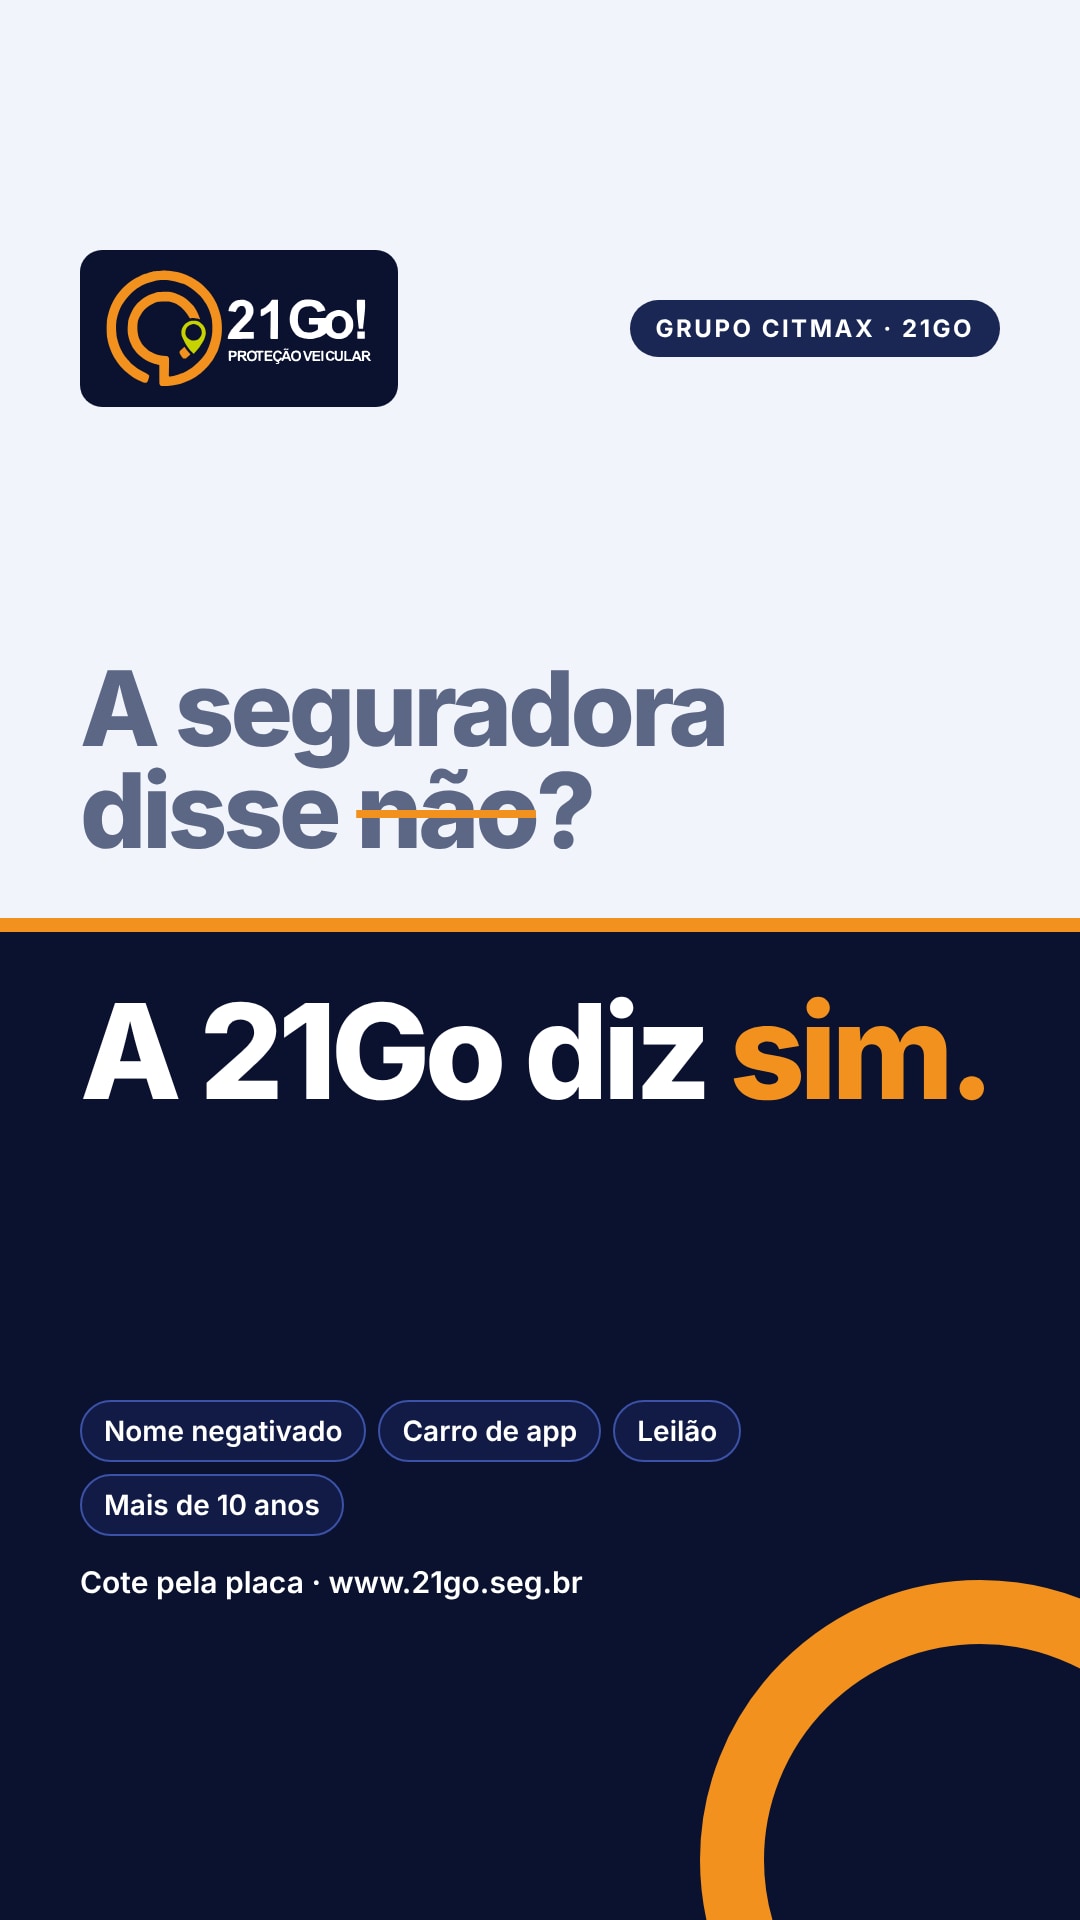 21Go!
PROTEÇÃO VEICULAR
GRUPO CITMAX · 21GO
A seguradora
disse não?
A 21Go diz sim.
Nome negativado
Carro de app
Leilão
Mais de 10 anos
Cote pela placa · www.21go.seg.br